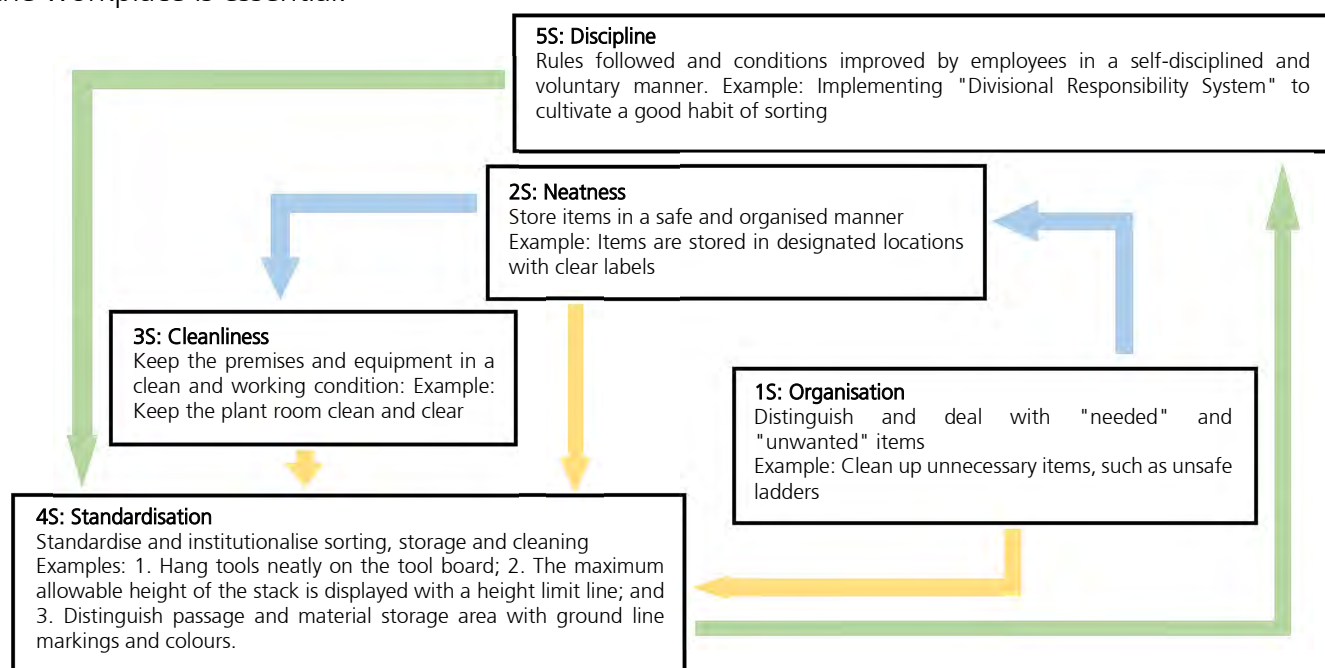 the workplace is essential.
5S: Discipline
Rules followed and conditions improved by employees in a self-disciplined and
voluntary manner. Example: Implementing "Divisional Responsibility System" to
cultivate a good habit of sorting
2S: Neatness
Store items in a safe and organised manner
Example: Items are stored in designated locations
with clear labels
3S: Cleanliness
Keep the premises and equipment in a
clean and working condition: Example:
Keep the plant room clean and clear
1S: Organisation
Distinguish and deal with "needed" and
"unwanted" items
Example: Clean up unnecessary items, such as unsafe
ladders
4S: Standardisation
Standardise and institutionalise sorting, storage and cleaning
Examples: 1. Hang tools neatly on the tool board; 2. The maximum
allowable height of the stack is displayed with a height limit line; and
3. Distinguish passage and material storage area with ground line
markings and colours.